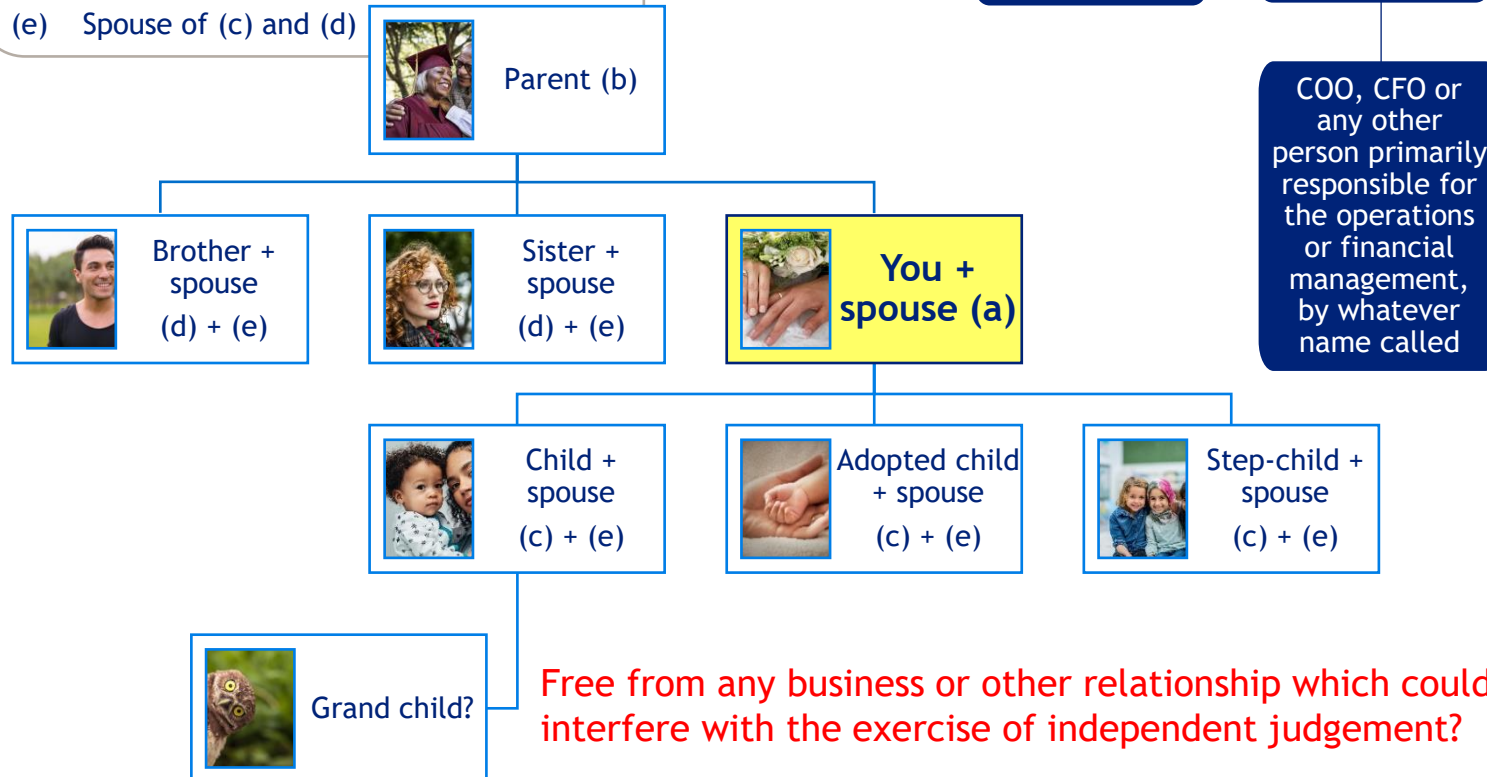 (e) Spouse of (c) and (d)
Parent (b)
COO, CFO or
any other
person primarily
responsible for
the operations
or financial
management,
by whatever
name called
Brother +
spouse
(d) + (e)
Sister +
spouse
(d) + (e)
You +
spouse (a)
Child +
spouse
(c) + (e)
Adopted child
+ spouse
(c) + (e)
Step-child +
spouse
(c) + (e)
Grand child?
Free from any business or other relationship which could
interfere with the exercise of independent judgement?